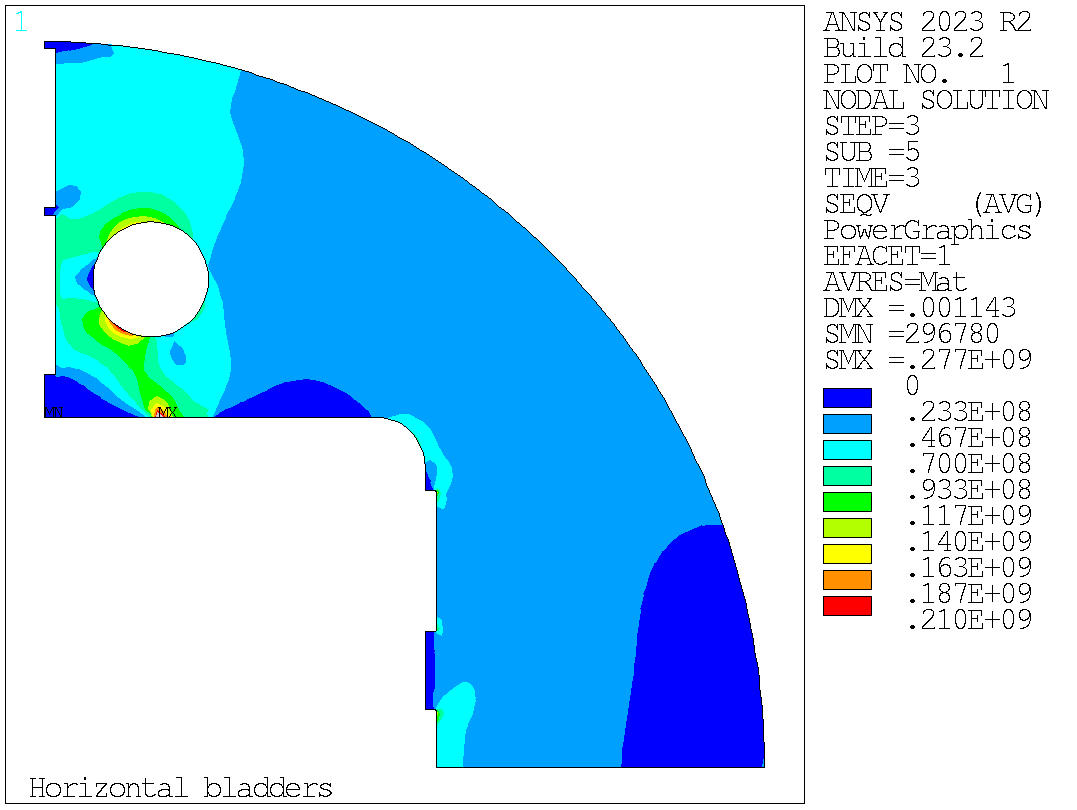 1
ANSYS 2023 R2
Build 23.2
PLOT NO. 1
NODAL SOLUTION
STEP=3
SUB =5
TIME=3
SEQV (AVG)
PowerGraphics
EFACET=1
AVRES=Mat
DMX =.001143
SMN =296780
SMX =.277E+09
0
.233E+08
.467E+08
.700E+08
.933E+08
.117E+09
.140E+09
.163E+09
.187E+09
.210E+09
MN
MX
Horizontal bladders